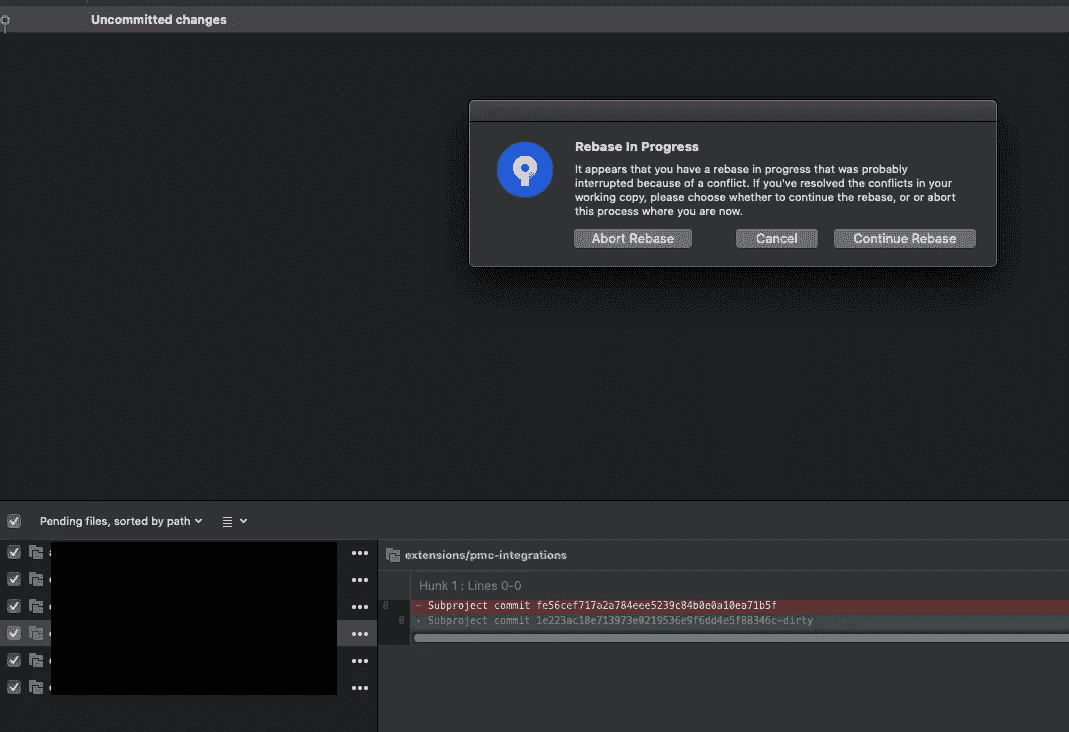 Uncommitted changes
Rebase In Progress
It appears that you have a rebase in progress that was probably
interrupted because of a conflict. If you've resolved the conflicts in your
working copy, please choose whether to continue the rebase, or or abort
this process where you are now.
Abort Rebase Cancel Continue Rebase
Pending files, sorted by path
extensions/pmc-integrations
Hunk 1 : Lines 0-0
0 - Subproject commit fe56cef717a2a784eee5239c84b0e0a10ea71b5f
0 + Subproject commit 1e223ac18e713973e0219536e9f6dd4e5f88346c-dirty